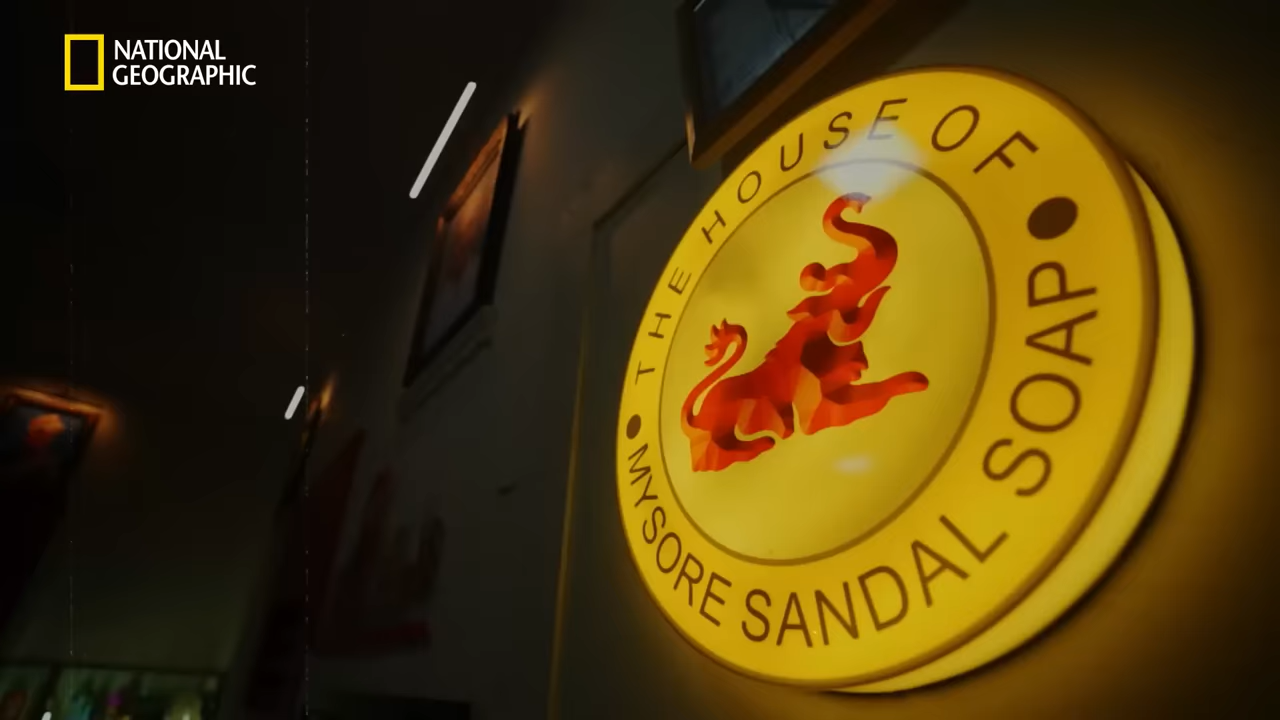 NATIONAL
GEOGRAPHIC
THE HOUSE OF
MYSORE SANDAL SOAP